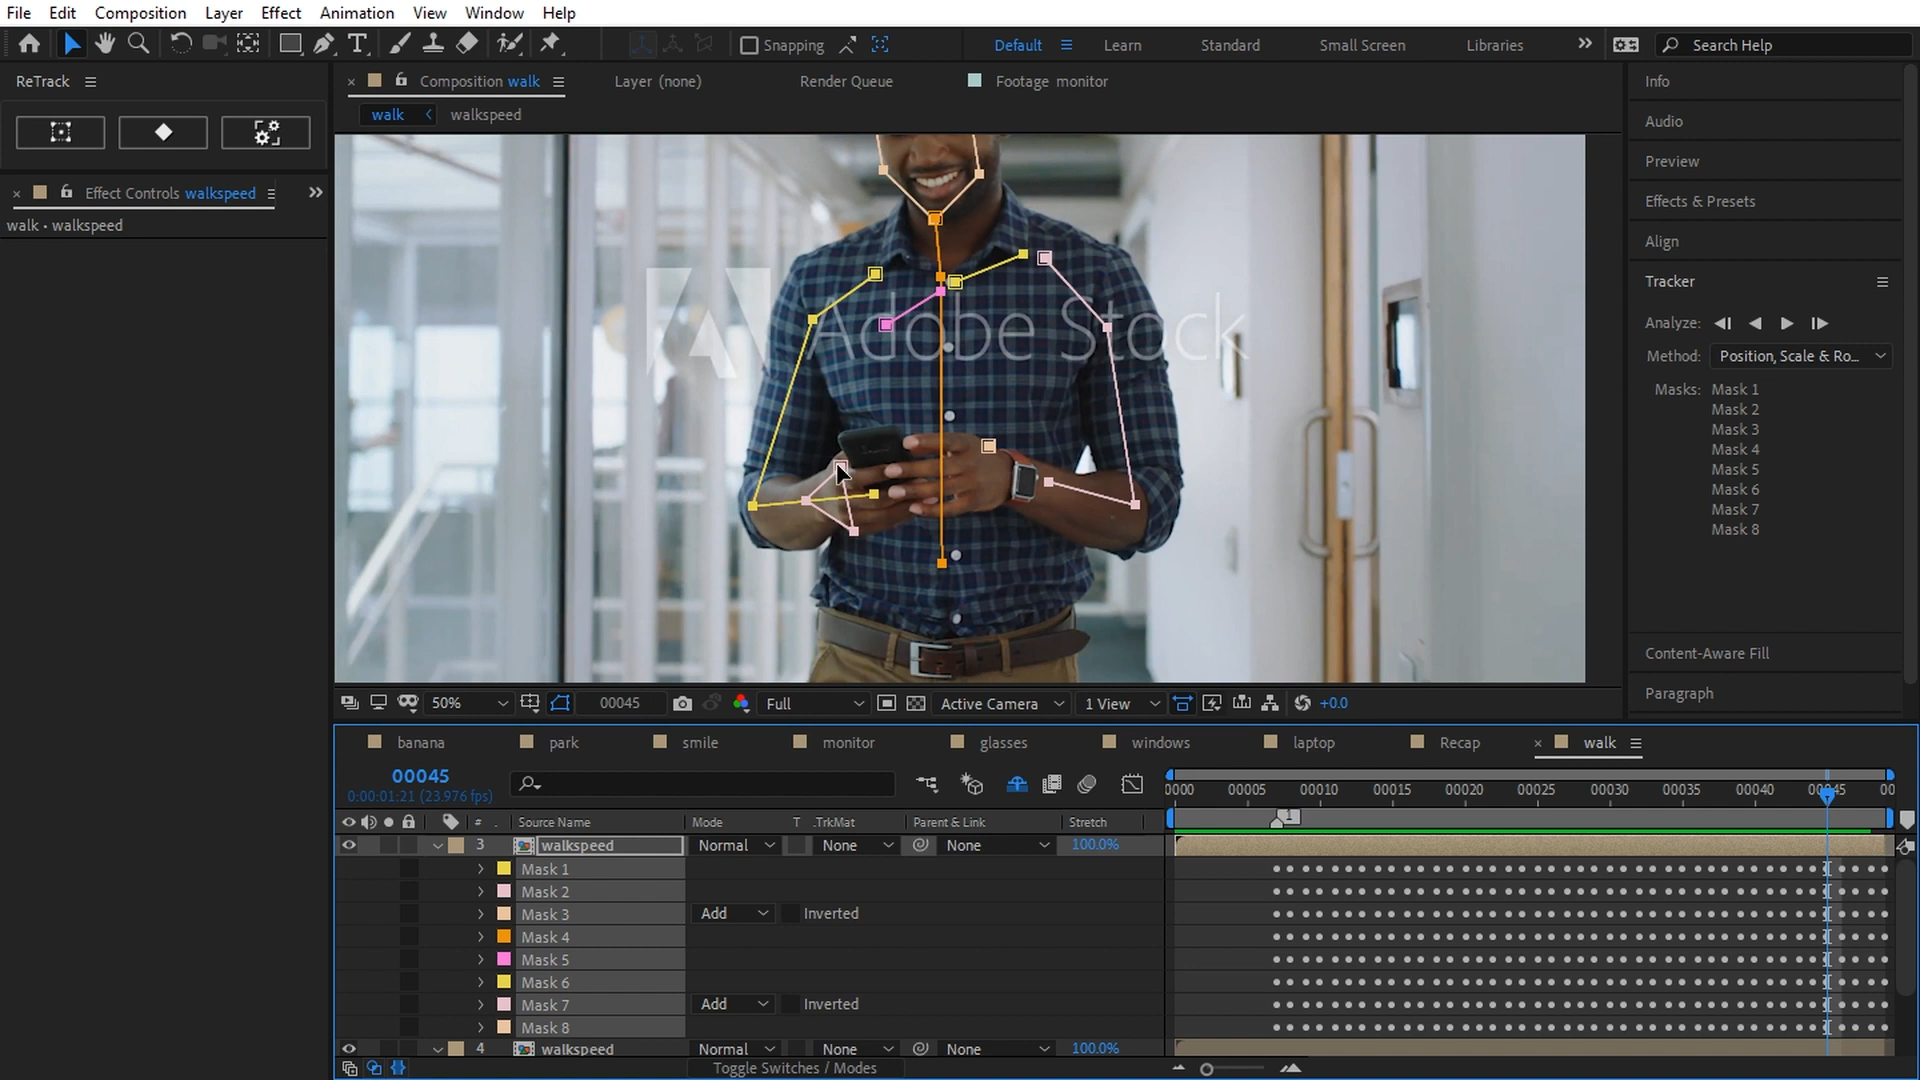 File Edit Composition Layer Effect Animation View Window Help
Snapping
Default Learn Standard Small Screen Libraries
Search Help
ReTrack
Composition walk
Layer (none)
Render Queue
Footage monitor
walk
walkspeed
Effect Controls walkspeed
walk • walkspeed
Adobe Stock
Info
Audio
Preview
Effects & Presets
Align
Tracker
Analyze:
Method: Position, Scale & Ro...
Masks: Mask 1
Mask 2
Mask 3
Mask 4
Mask 5
Mask 6
Mask 7
Mask 8
Content-Aware Fill
Paragraph
50%
00045
Full
Active Camera
1 View
+0.0
banana park smile monitor glasses windows laptop Recap walk
00045
0:00:01:21 (23.976 fps)
0000 00005 00010 00015 00020 00025 00030 00035 00040 00045 00
# Source Name Mode T .TrkMat Parent & Link Stretch
1
3 walkspeed Normal None None 100.0%
Mask 1
Mask 2
Mask 3 Add Inverted
Mask 4
Mask 5
Mask 6
Mask 7 Add Inverted
Mask 8
4 walkspeed Normal None None 100.0%
Toggle Switches / Modes